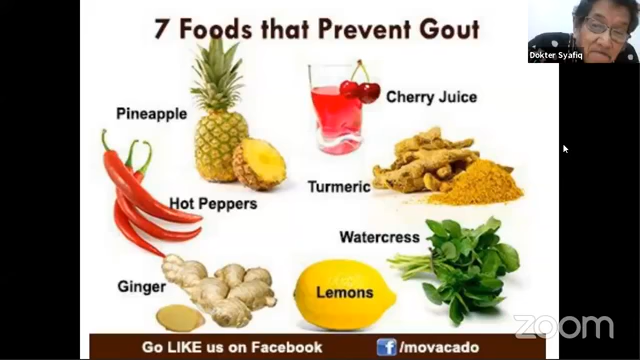 7 Foods that Prevent Gout
Dokter Syafiq
Pineapple
Cherry Juice
Turmeric
Hot Peppers
Watercress
Ginger
Lemons
zoom
Go LIKE us on Facebook
f /movacado